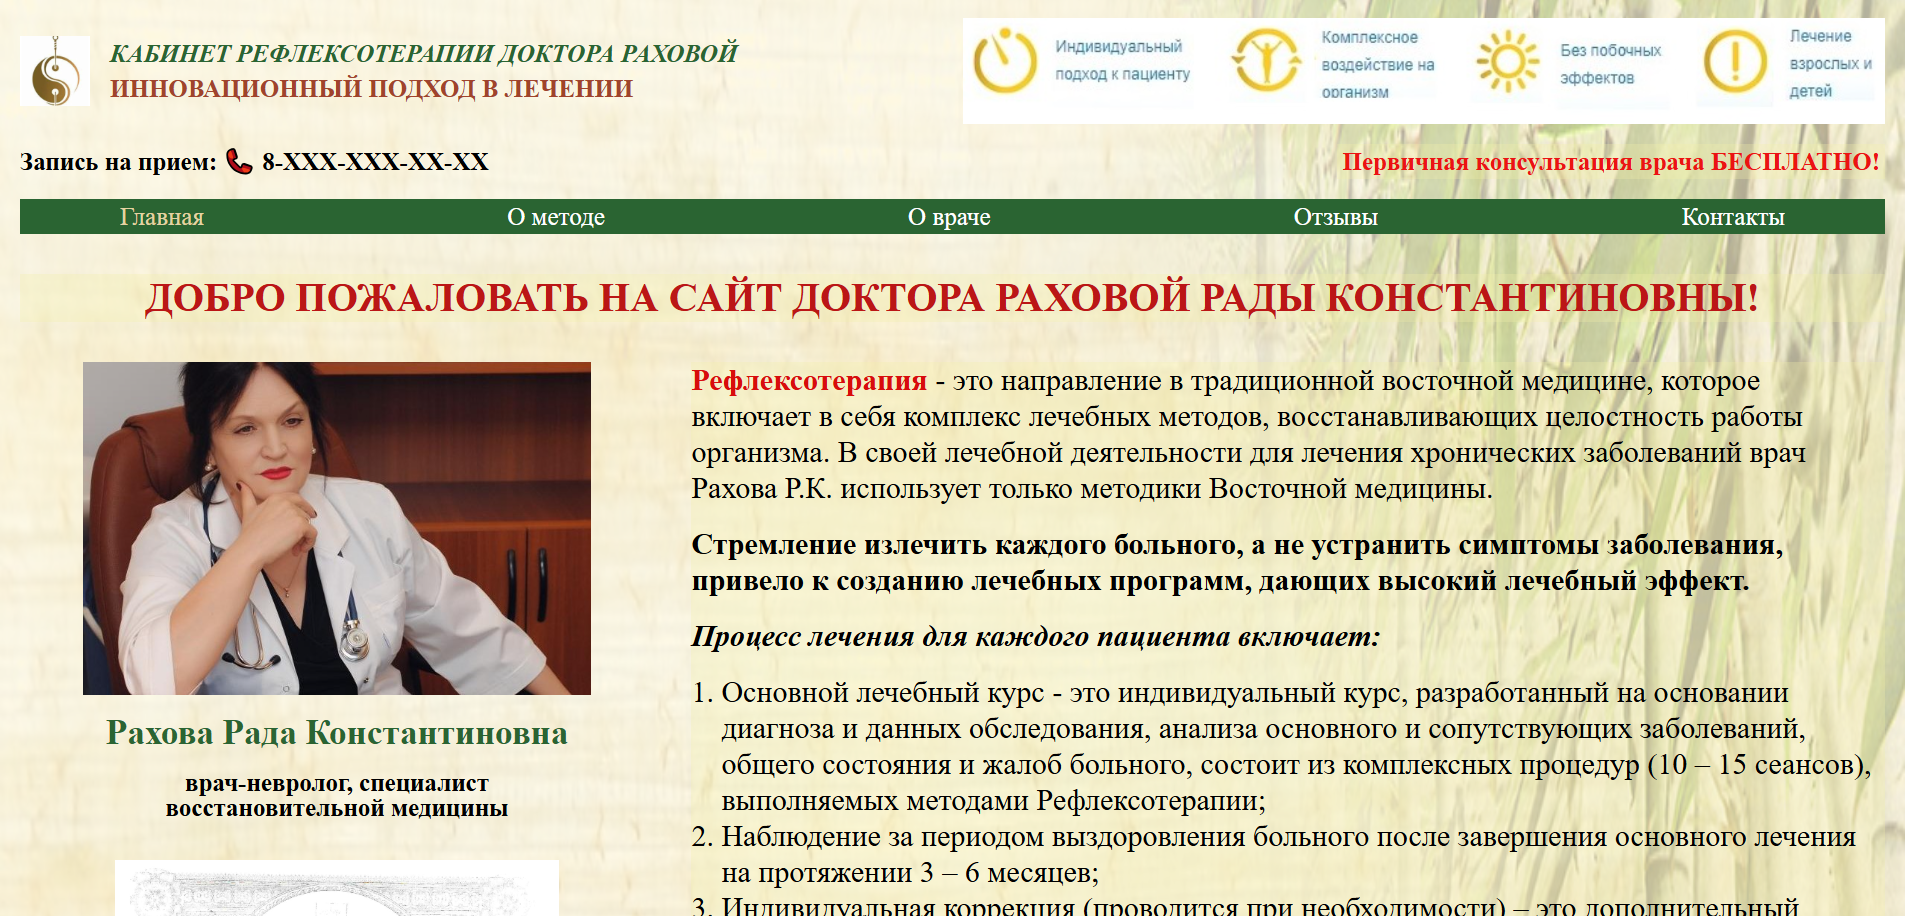 КАБИНЕТ РЕФЛЕКСОТЕРАПИИ ДОКТОРА РАХОВОЙ
ИННОВАЦИОННЫЙ ПОДХОД В ЛЕЧЕНИИ
Индивидуальный
подход к пациенту
Комплексное
воздействие на
организм
Без побочных
эффектов
Лечение
взрослых и
детей
Запись на прием: 8-XXX-XXX-XX-XX
Первичная консультация врача БЕСПЛАТНО!
Главная
О методе
О враче
Отзывы
Контакты
ДОБРО ПОЖАЛОВАТЬ НА САЙТ ДОКТОРА РАХОВОЙ РАДЫ КОНСТАНТИНОВНЫ!
Рахова Рада Константиновна
врач-невролог, специалист
восстановительной медицины
Рефлексотерапия - это направление в традиционной восточной медицине, которое
включает в себя комплекс лечебных методов, восстанавливающих целостность работы
организма. В своей лечебной деятельности для лечения хронических заболеваний врач
Рахова Р.К. использует только методики Восточной медицины.
Стремление излечить каждого больного, а не устранить симптомы заболевания,
привело к созданию лечебных программ, дающих высокий лечебный эффект.
Процесс лечения для каждого пациента включает:
1. Основной лечебный курс - это индивидуальный курс, разработанный на основании
диагноза и данных обследования, анализа основного и сопутствующих заболеваний,
общего состояния и жалоб больного, состоит из комплексных процедур (10 – 15 сеансов),
выполняемых методами Рефлексотерапии;
2. Наблюдение за периодом выздоровления больного после завершения основного лечения
на протяжении 3 – 6 месяцев;
3. Индивидуальная коррекция (проводится при необходимости) – это дополнительный